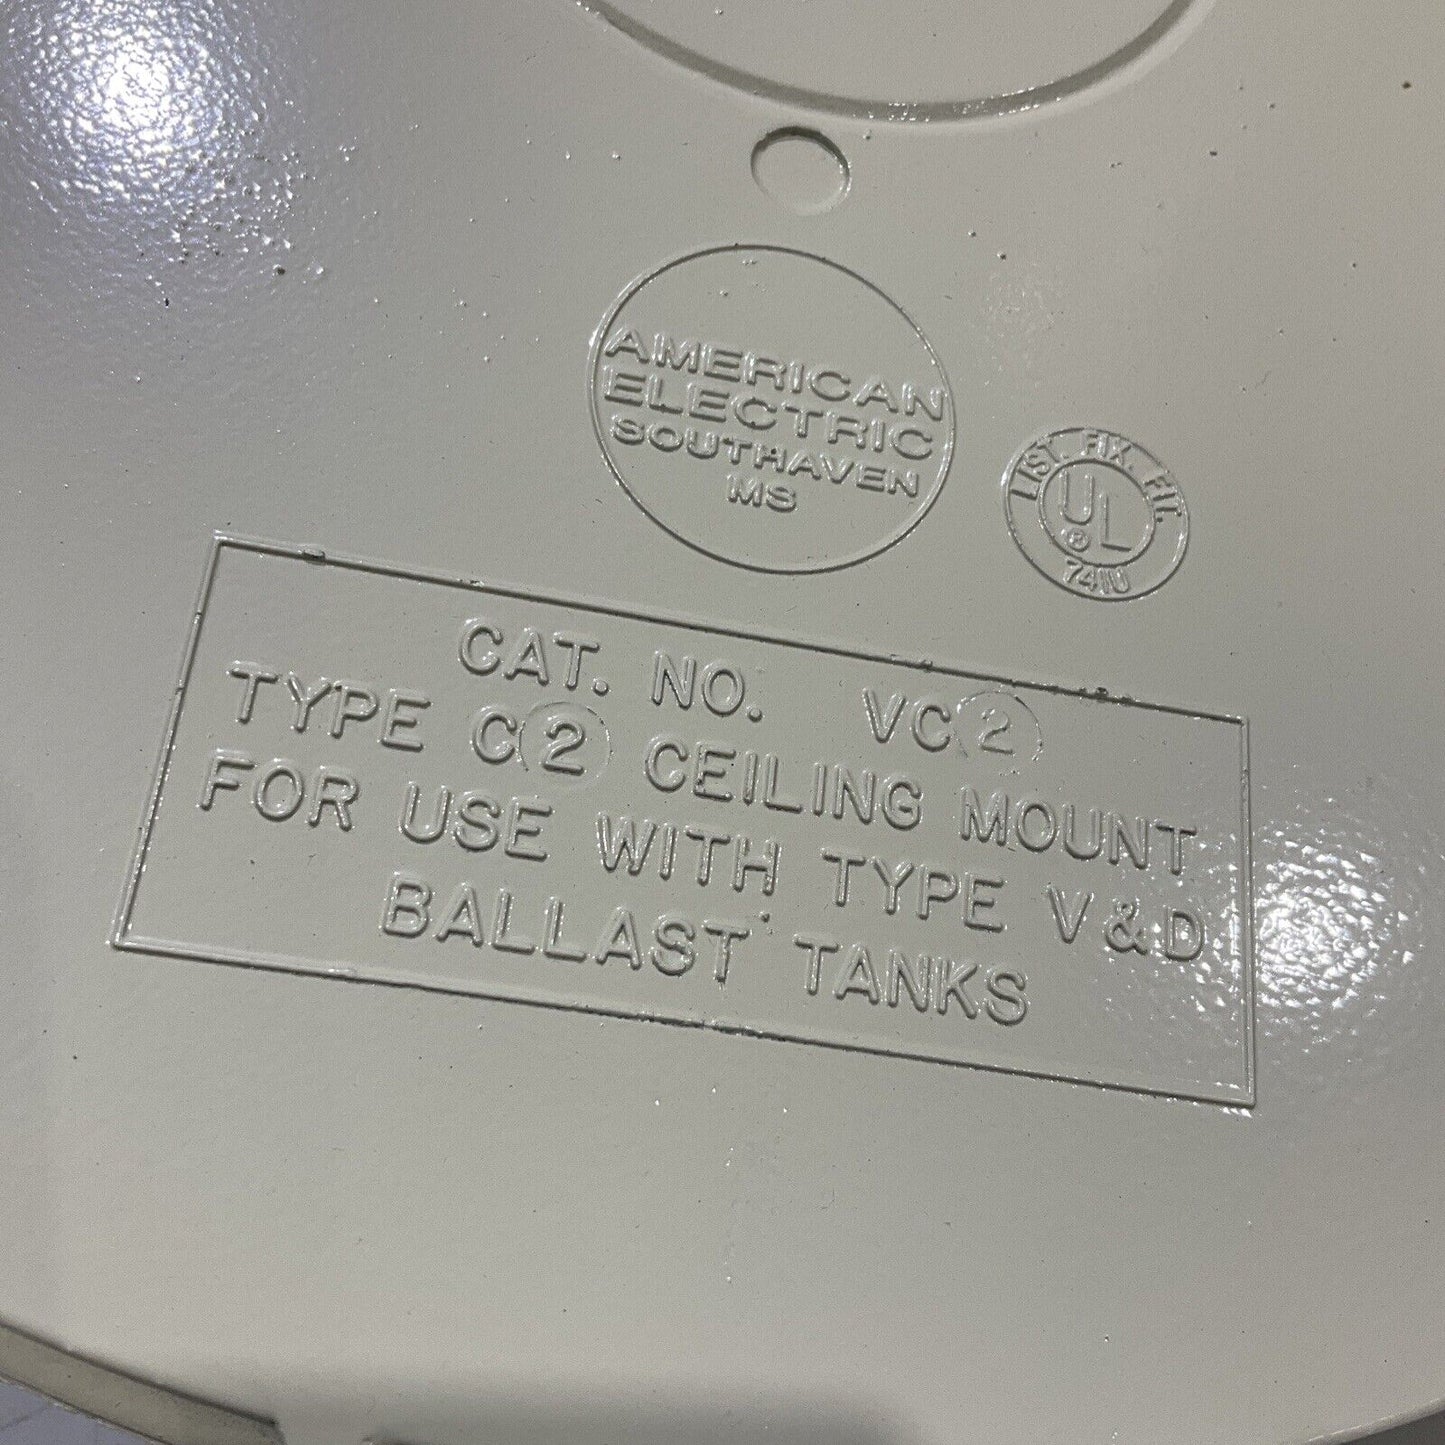 AMERICAN
ELECTRIC
SOUTHAVEN
MS
LIST. FIX. FIT.
UL
®
741U
CAT. NO. VC2
TYPE C2 CEILING MOUNT
FOR USE WITH TYPE V&D
BALLAST TANKS